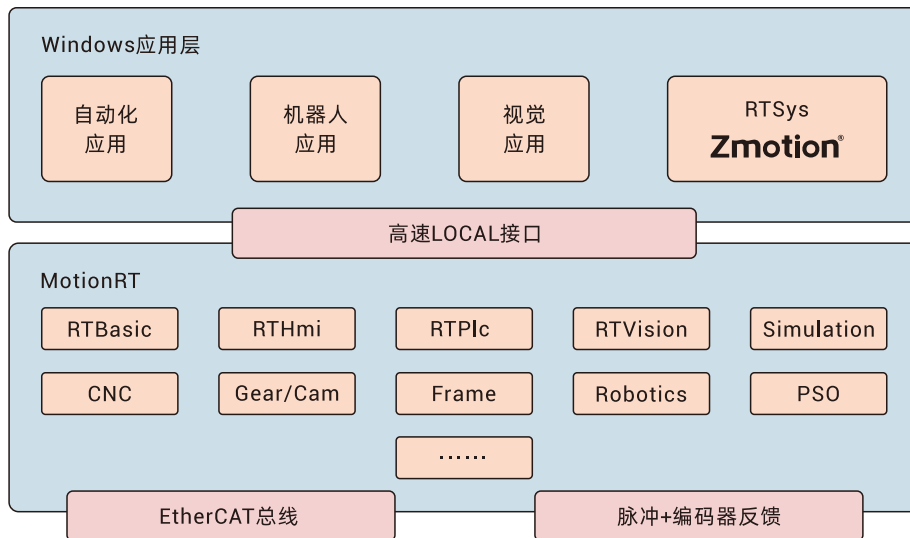 Windows应用层
自动化
应用
机器人
应用
视觉
应用
RTSys
Zmotion®
高速LOCAL接口
MotionRT
RTBasic
RTHmi
RTPlc
RTVision
Simulation
CNC
Gear/Cam
Frame
Robotics
PSO
······
EtherCAT总线
脉冲+编码器反馈